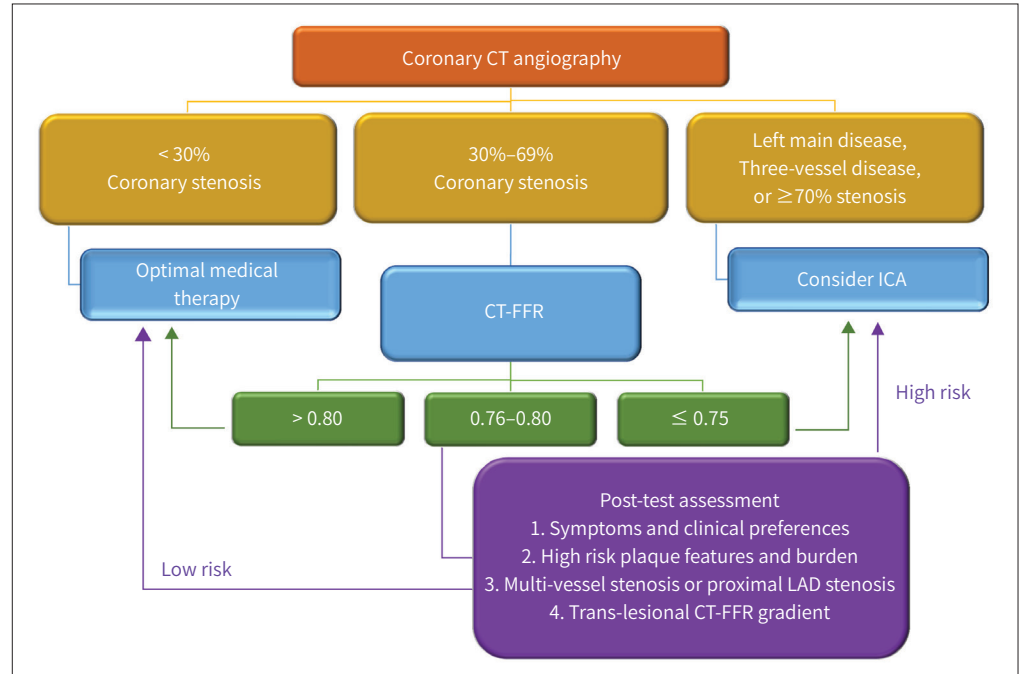 Coronary CT angiography
< 30%
Coronary stenosis
30%–69%
Coronary stenosis
Left main disease,
Three-vessel disease,
or ≥70% stenosis
Optimal medical
therapy
CT-FFR
Consider ICA
> 0.80
0.76–0.80
≤ 0.75
High risk
Post-test assessment
1. Symptoms and clinical preferences
2. High risk plaque features and burden
3. Multi-vessel stenosis or proximal LAD stenosis
4. Trans-lesional CT-FFR gradient
Low risk